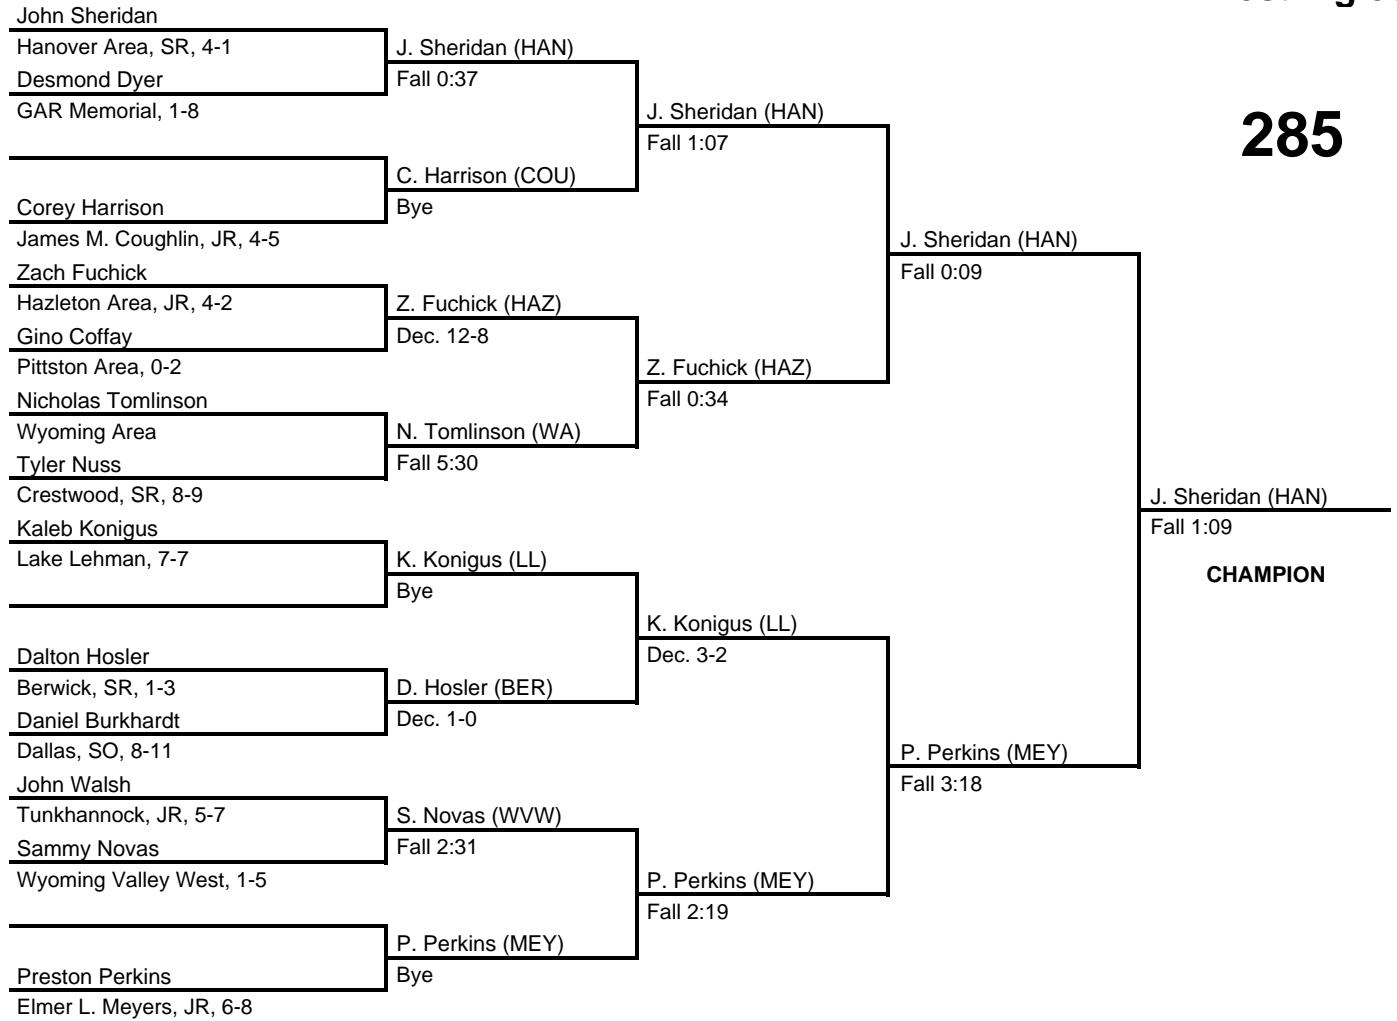 John Sheridan
Hanover Area, SR, 4-1
Desmond Dyer
GAR Memorial, 1-8
Corey Harrison
James M. Coughlin, JR, 4-5
Zach Fuchick
Hazleton Area, JR, 4-2
Gino Coffay
Pittston Area, 0-2
Nicholas Tomlinson
Wyoming Area
Tyler Nuss
Crestwood, SR, 8-9
Kaleb Konigus
Lake Lehman, 7-7
Dalton Hosler
Berwick, SR, 1-3
Daniel Burkhardt
Dallas, SO, 8-11
John Walsh
Tunkhannock, JR, 5-7
Sammy Novas
Wyoming Valley West, 1-5
Preston Perkins
Elmer L. Meyers, JR, 6-8
J. Sheridan (HAN)
Fall 0:37
C. Harrison (COU)
Bye
Z. Fuchick (HAZ)
Dec. 12-8
N. Tomlinson (WA)
Fall 5:30
K. Konigus (LL)
Bye
D. Hosler (BER)
Dec. 1-0
S. Novas (WVW)
Fall 2:31
P. Perkins (MEY)
Bye
J. Sheridan (HAN)
Fall 1:07
Z. Fuchick (HAZ)
Fall 0:34
K. Konigus (LL)
Dec. 3-2
P. Perkins (MEY)
Fall 2:19
J. Sheridan (HAN)
Fall 0:09
P. Perkins (MEY)
Fall 3:18
285
J. Sheridan (HAN)
Fall 1:09
CHAMPION